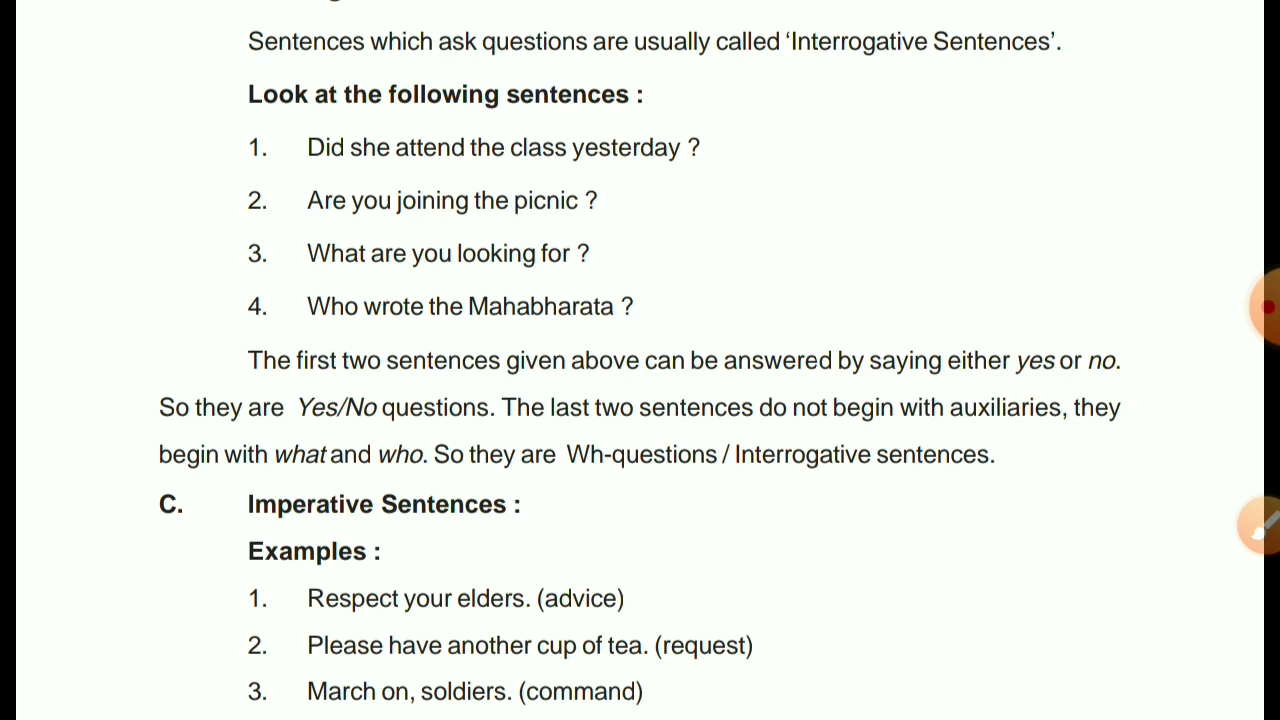 Sentences which ask questions are usually called ‘Interrogative Sentences’.
Look at the following sentences :
1. Did she attend the class yesterday ?
2. Are you joining the picnic ?
3. What are you looking for ?
4. Who wrote the Mahabharata ?
The first two sentences given above can be answered by saying either yes or no.
So they are Yes/No questions. The last two sentences do not begin with auxiliaries, they
begin with what and who. So they are Wh-questions / Interrogative sentences.
C. Imperative Sentences :
Examples :
1. Respect your elders. (advice)
2. Please have another cup of tea. (request)
3. March on, soldiers. (command)